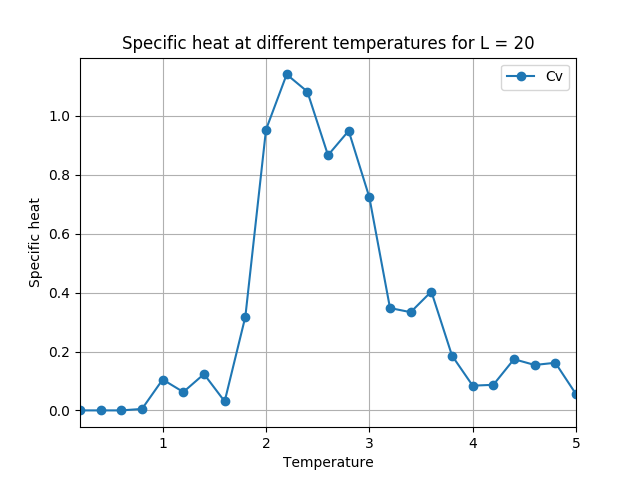 Specific heat at different temperatures for L = 20
Cv
1.0
0.8
0.6
0.4
0.2
0.0
Specific heat
1 2 3 4 5
Temperature